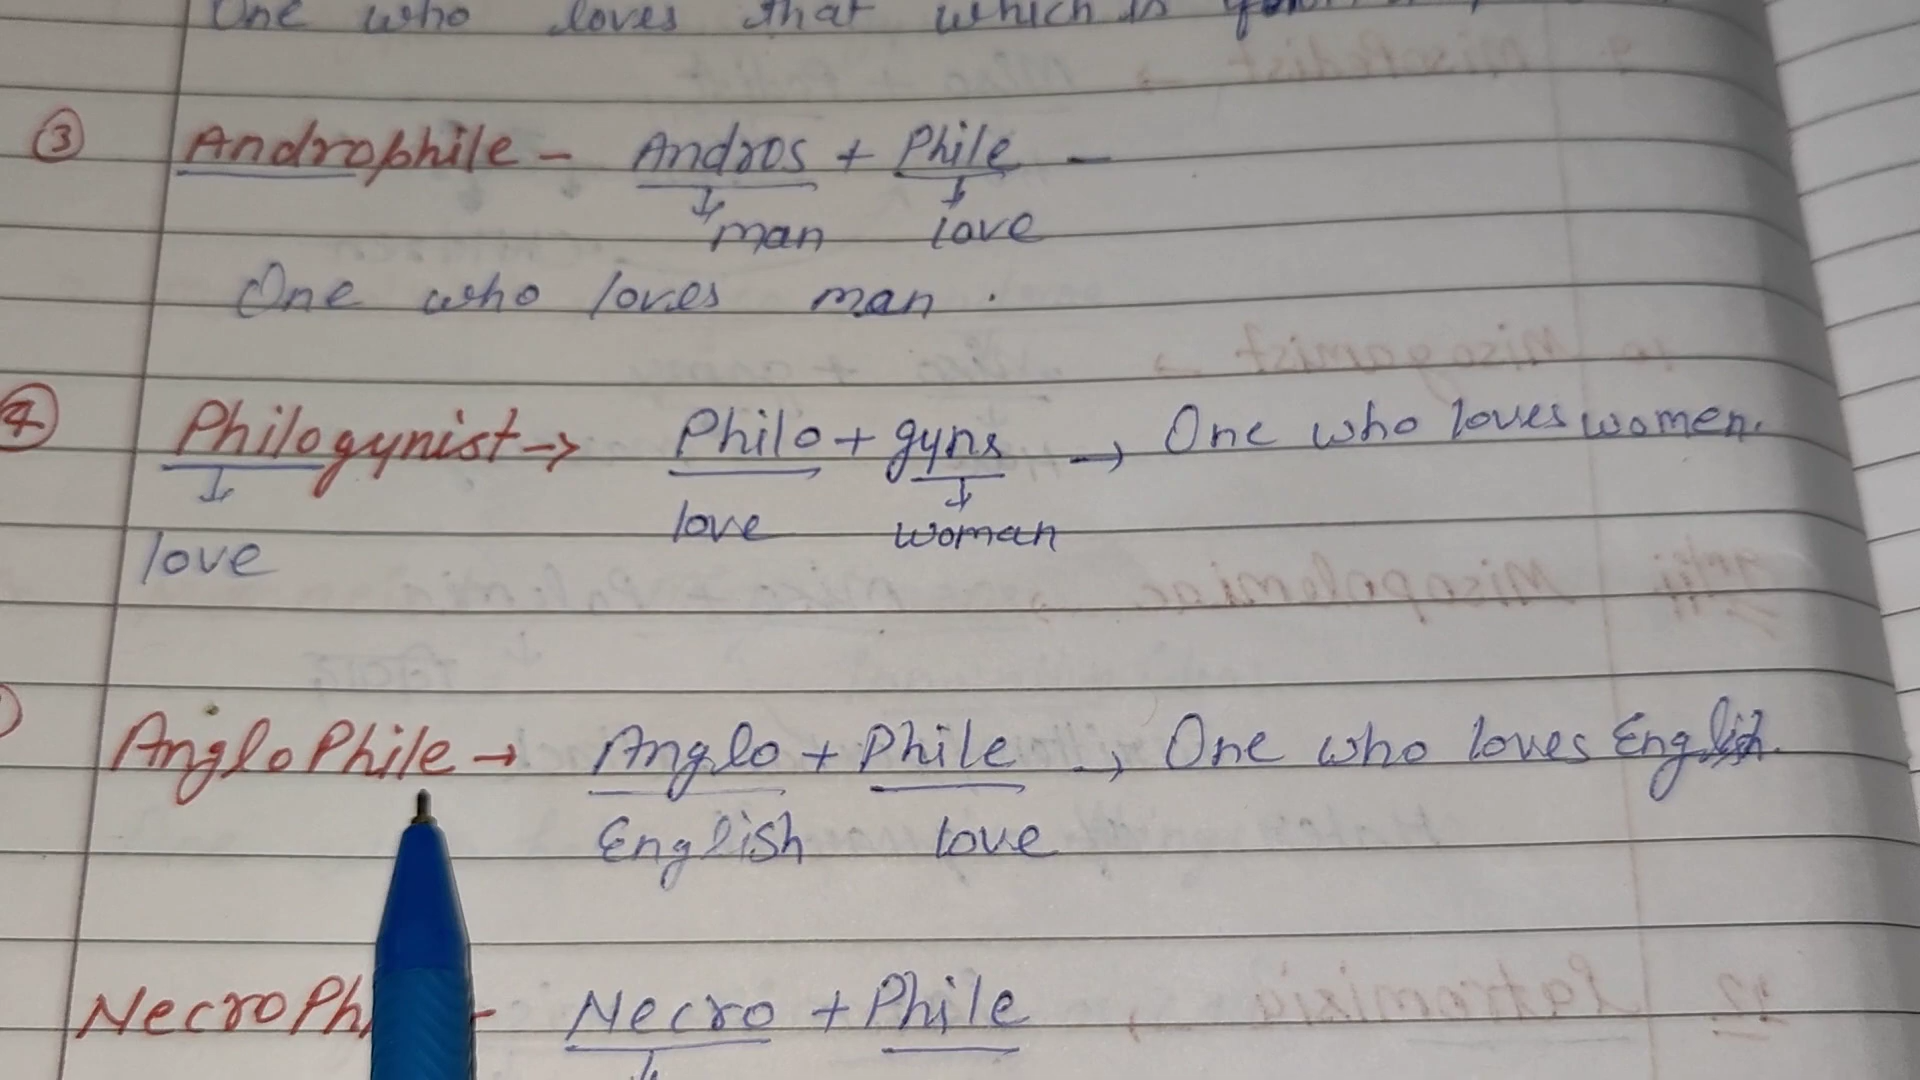 One who loves that which is
③ Androphile - Andros + Phile -
man love
One who loves man.
④ Philogynist → Philo + gyns → One who loves women.
love woman
love
AngloPhile → Anglo + Phile → One who loves English.
English love
NecroPh - Necro + Phile